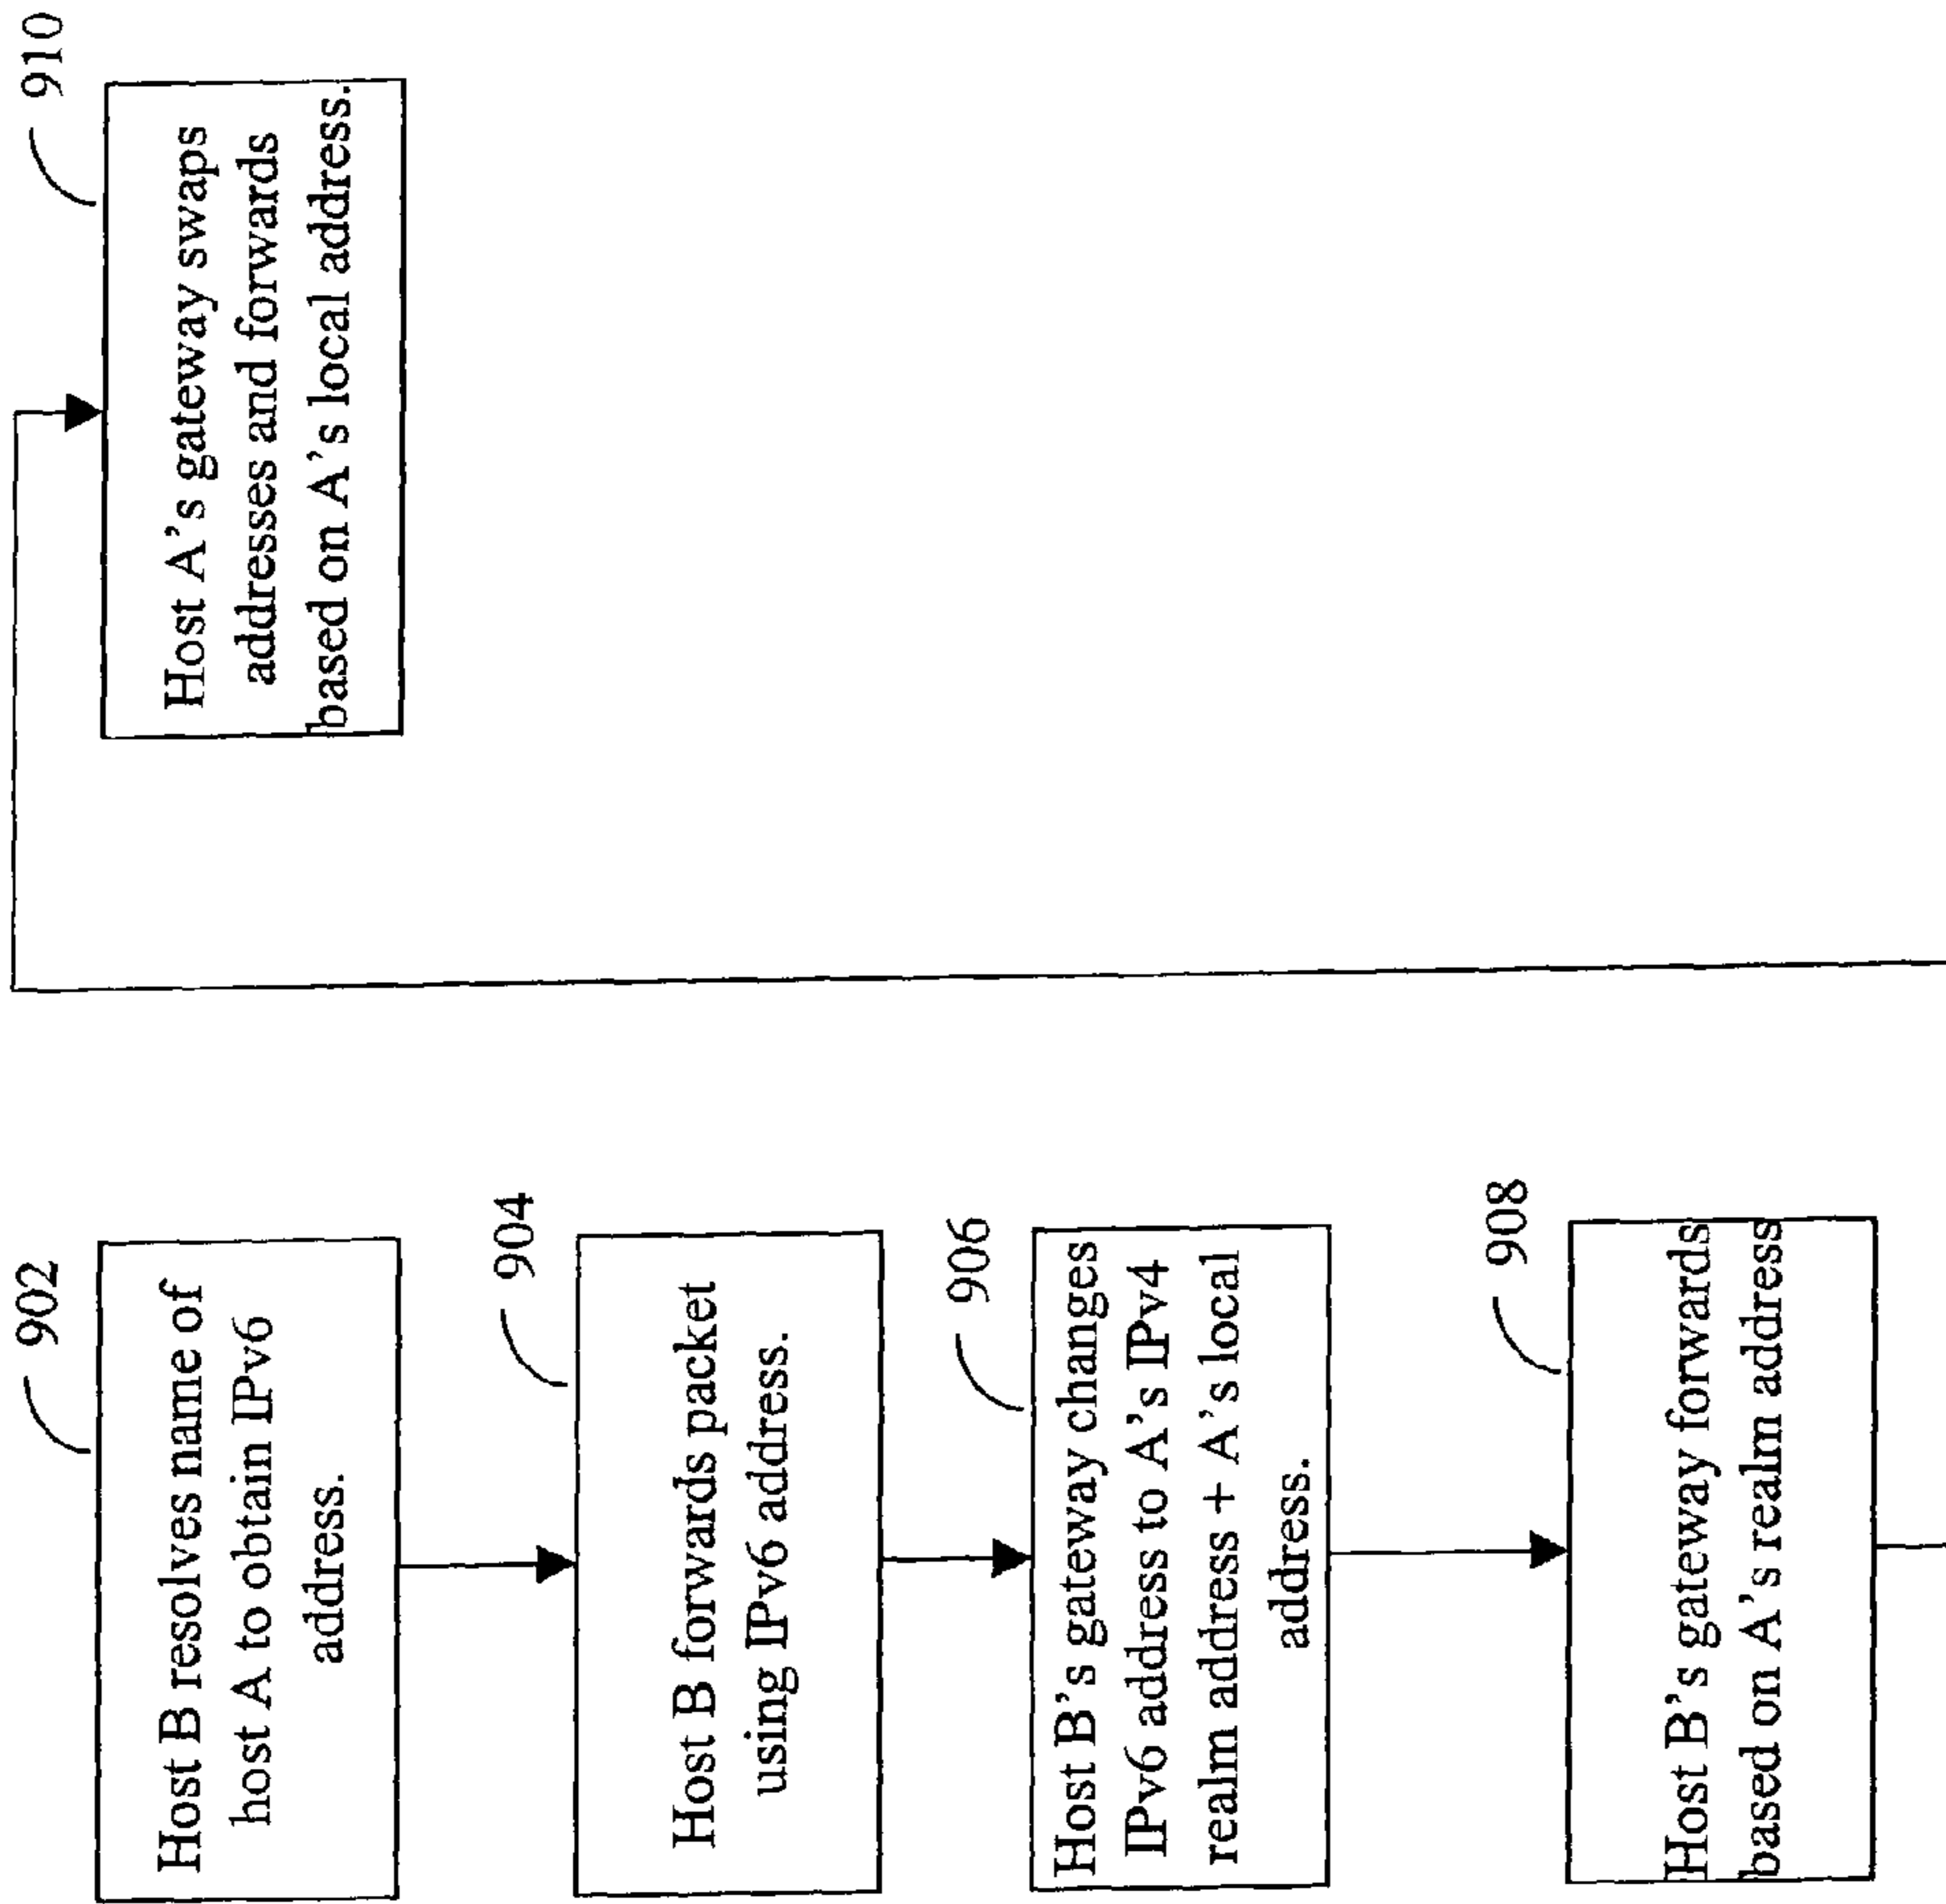 902
Host B resolves name of
host A to obtain IPv6
address.
904
Host B forwards packet
using IPv6 address.
906
Host B's gateway changes
IPv6 address to A's IPv4
realm address + A's local
address.
908
Host B's gateway forwards
based on A's realm address
910
Host A's gateway swaps
addresses and forwards
based on A's local address.